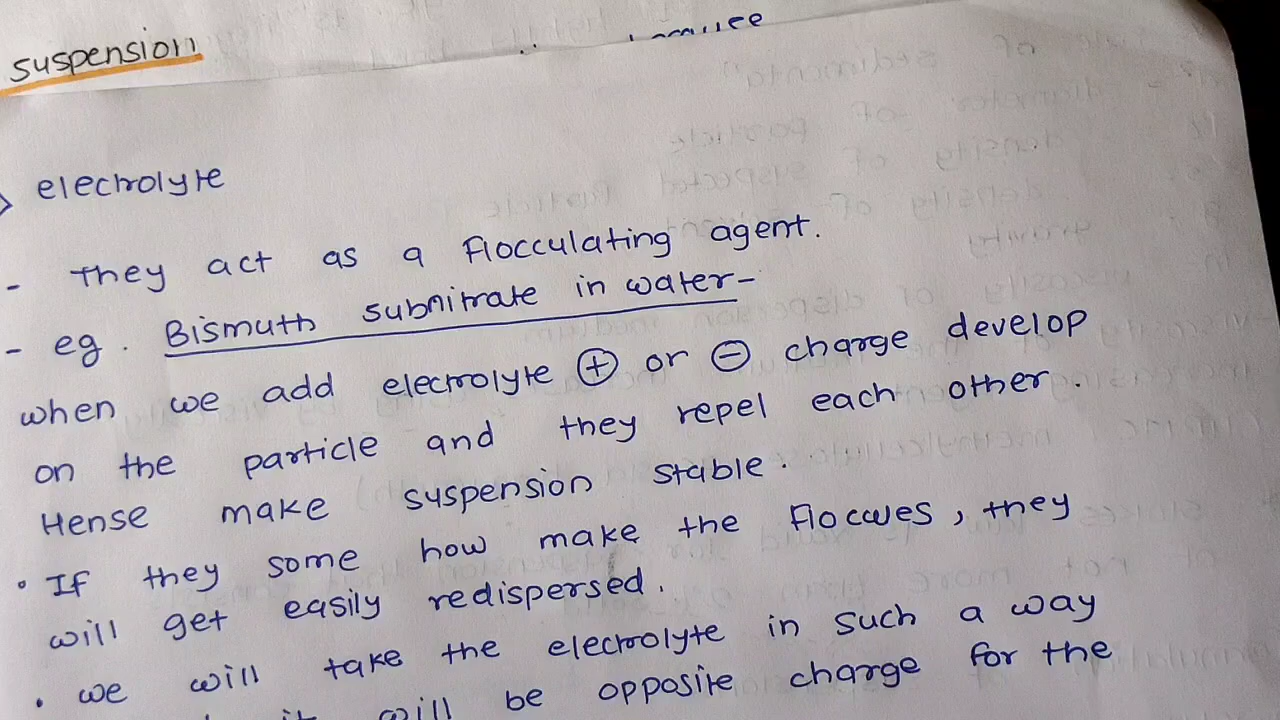 suspension
electrolyte
- They act as a Flocculating agent.
- eg. Bismuth subnitrate in water-
when we add electrolyte ⊕ or ⊖ charge develop
on the particle and they repel each other.
Hense make suspension stable.
• If they some how make the Floccules, they
will get easily redispersed.
• we will take the electrolyte in such a way
it will be opposite charge for the